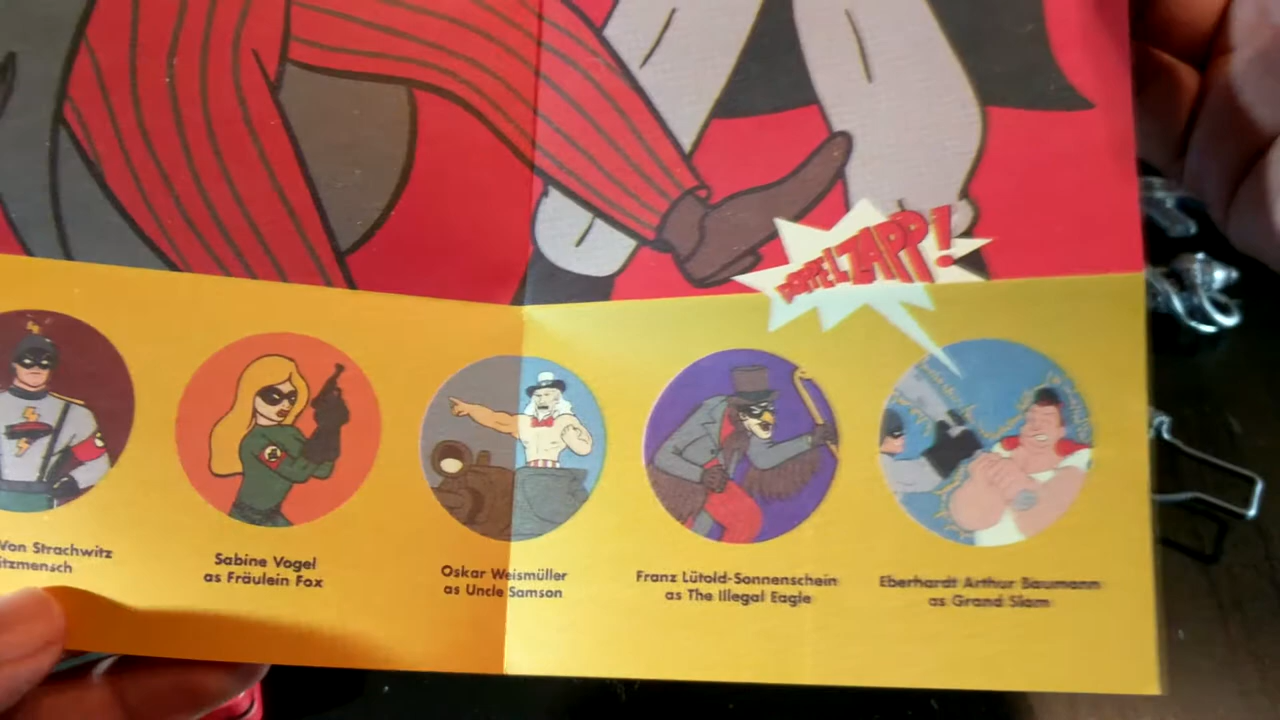 DOPPELZAPP!
Von Strachwitz
itzmensch
Sabine Vogel
as Fräulein Fox
Oskar Weismüller
as Uncle Samson
Franz Lütold-Sonnenschein
as The Illegal Eagle
Eberhardt Arthur Baumann
as Grand Slam